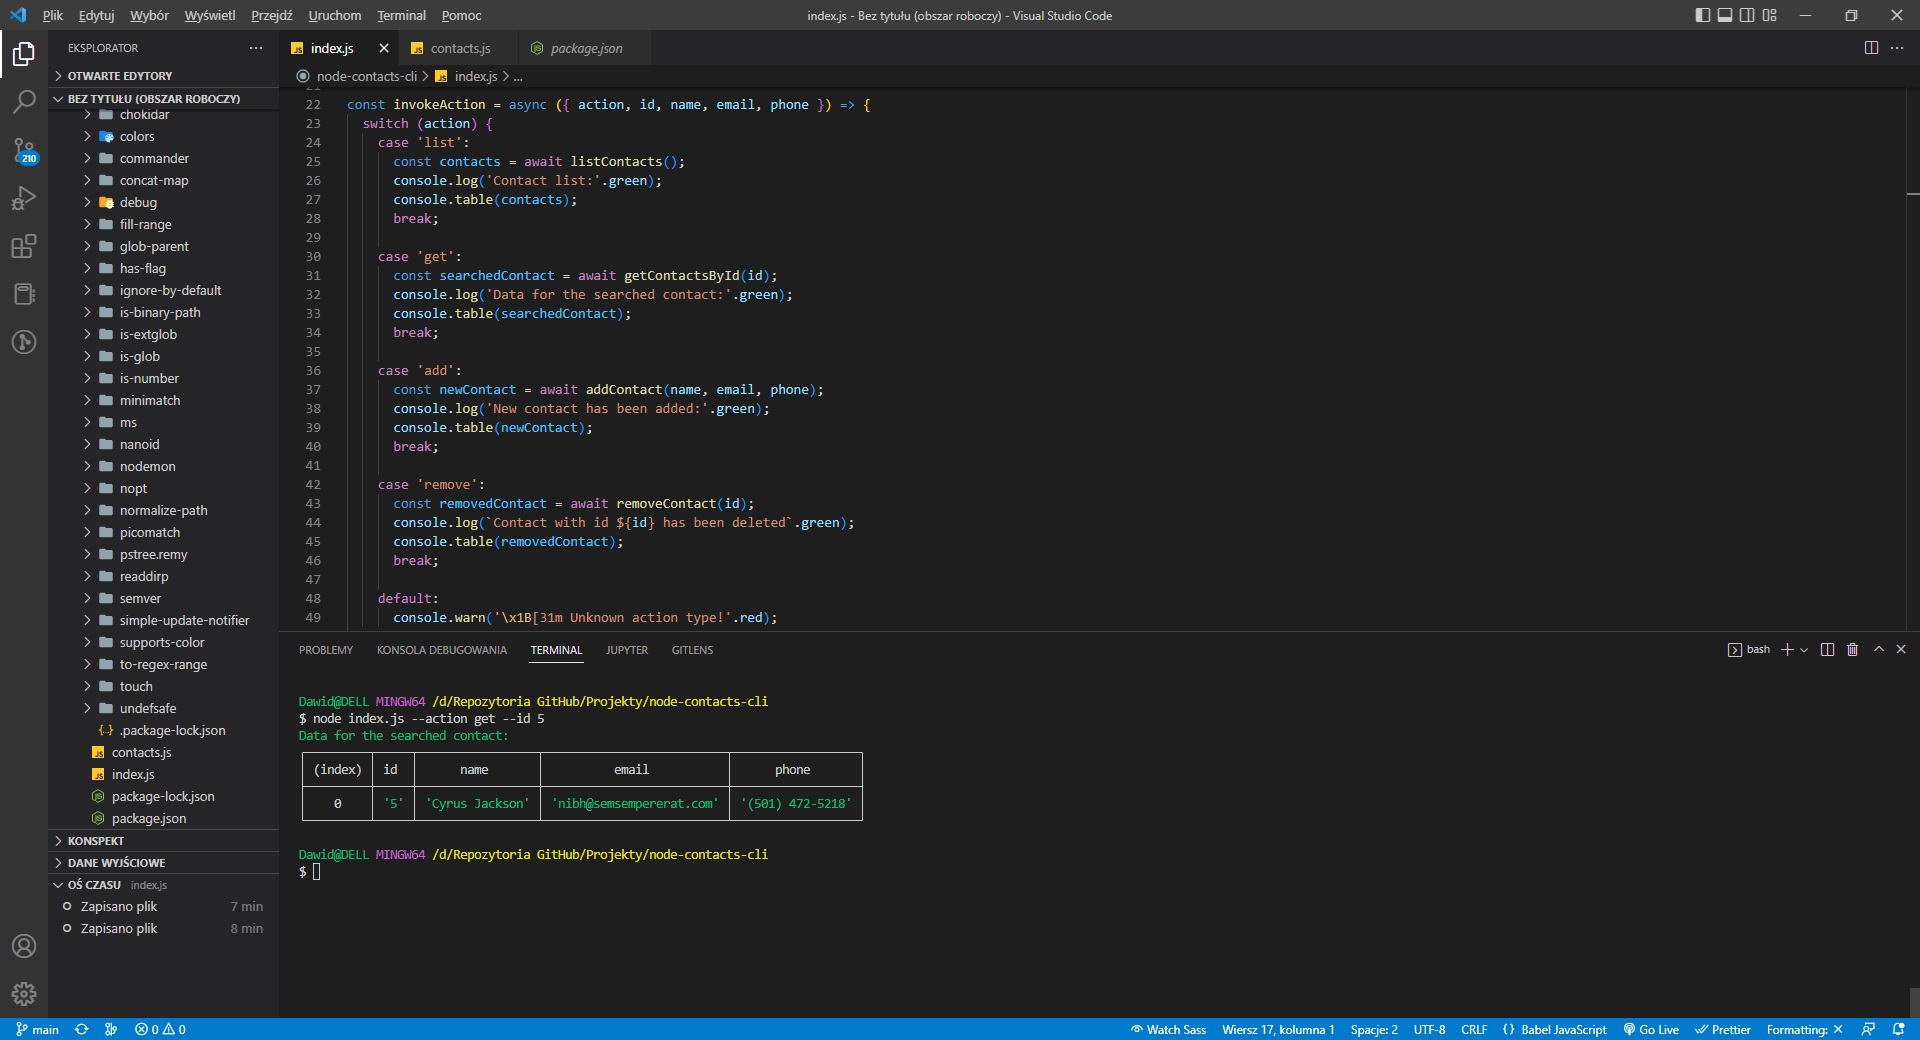 Plik Edytuj Wybór Wyświetl Przejdź Uruchom Terminal Pomoc
index.js - Bez tytułu (obszar roboczy) - Visual Studio Code
EKSPLORATOR
OTWARTE EDYTORY
BEZ TYTUŁU (OBSZAR ROBOCZY)
chokidar
colors
commander
concat-map
debug
fill-range
glob-parent
has-flag
ignore-by-default
is-binary-path
is-extglob
is-glob
is-number
minimatch
ms
nanoid
nodemon
nopt
normalize-path
picomatch
pstree.remy
readdirp
semver
simple-update-notifier
supports-color
to-regex-range
touch
undefsafe
{..} .package-lock.json
JS contacts.js
JS index.js
package-lock.json
package.json
KONSPEKT
DANE WYJŚCIOWE
OŚ CZASU index.js
Zapisano plik 7 min
Zapisano plik 8 min
210
JS index.js JS contacts.js package.json
node-contacts-cli > JS index.js > ...
21
22 const invokeAction = async ({ action, id, name, email, phone }) => {
23 switch (action) {
24 case 'list':
25 const contacts = await listContacts();
26 console.log('Contact list:'.green);
27 console.table(contacts);
28 break;
29
30 case 'get':
31 const searchedContact = await getContactsById(id);
32 console.log('Data for the searched contact:'.green);
33 console.table(searchedContact);
34 break;
35
36 case 'add':
37 const newContact = await addContact(name, email, phone);
38 console.log('New contact has been added:'.green);
39 console.table(newContact);
40 break;
41
42 case 'remove':
43 const removedContact = await removeContact(id);
44 console.log(`Contact with id ${id} has been deleted`.green);
45 console.table(removedContact);
46 break;
47
48 default:
49 console.warn('\x1B[31m Unknown action type!'.red);
PROBLEMY KONSOLA DEBUGOWANIA TERMINAL JUPYTER GITLENS
bash
Dawid@DELL MINGW64 /d/Repozytoria GitHub/Projekty/node-contacts-cli
$ node index.js --action get --id 5
Data for the searched contact:
(index) id name email phone
0 '5' 'Cyrus Jackson' 'nibh@semsempererat.com' '(501) 472-5218'
Dawid@DELL MINGW64 /d/Repozytoria GitHub/Projekty/node-contacts-cli
$
main 0 0
Watch Sass Wiersz 17, kolumna 1 Spacje: 2 UTF-8 CRLF {} Babel JavaScript Go Live Prettier Formatting: ✕